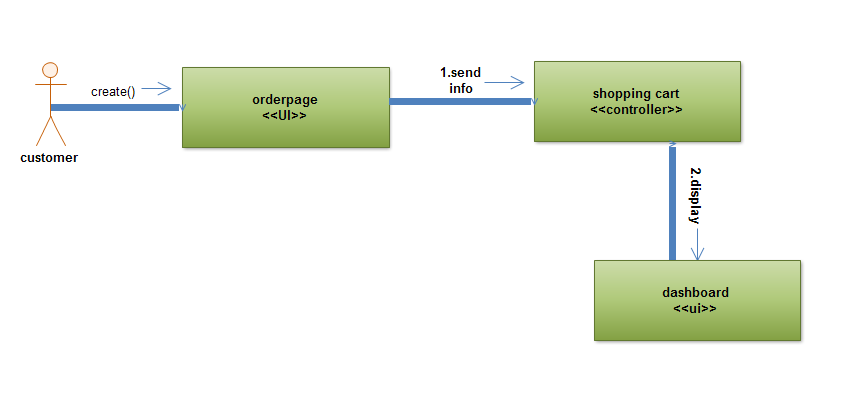 create()
customer
orderpage
<<UI>>
1.send
info
shopping cart
<<controller>>
2.display
dashboard
<<ui>>